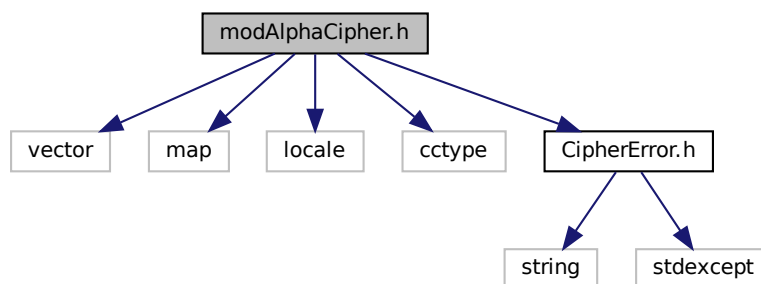 modAlphaCipher.h
vector
map
locale
cctype
CipherError.h
string
stdexcept